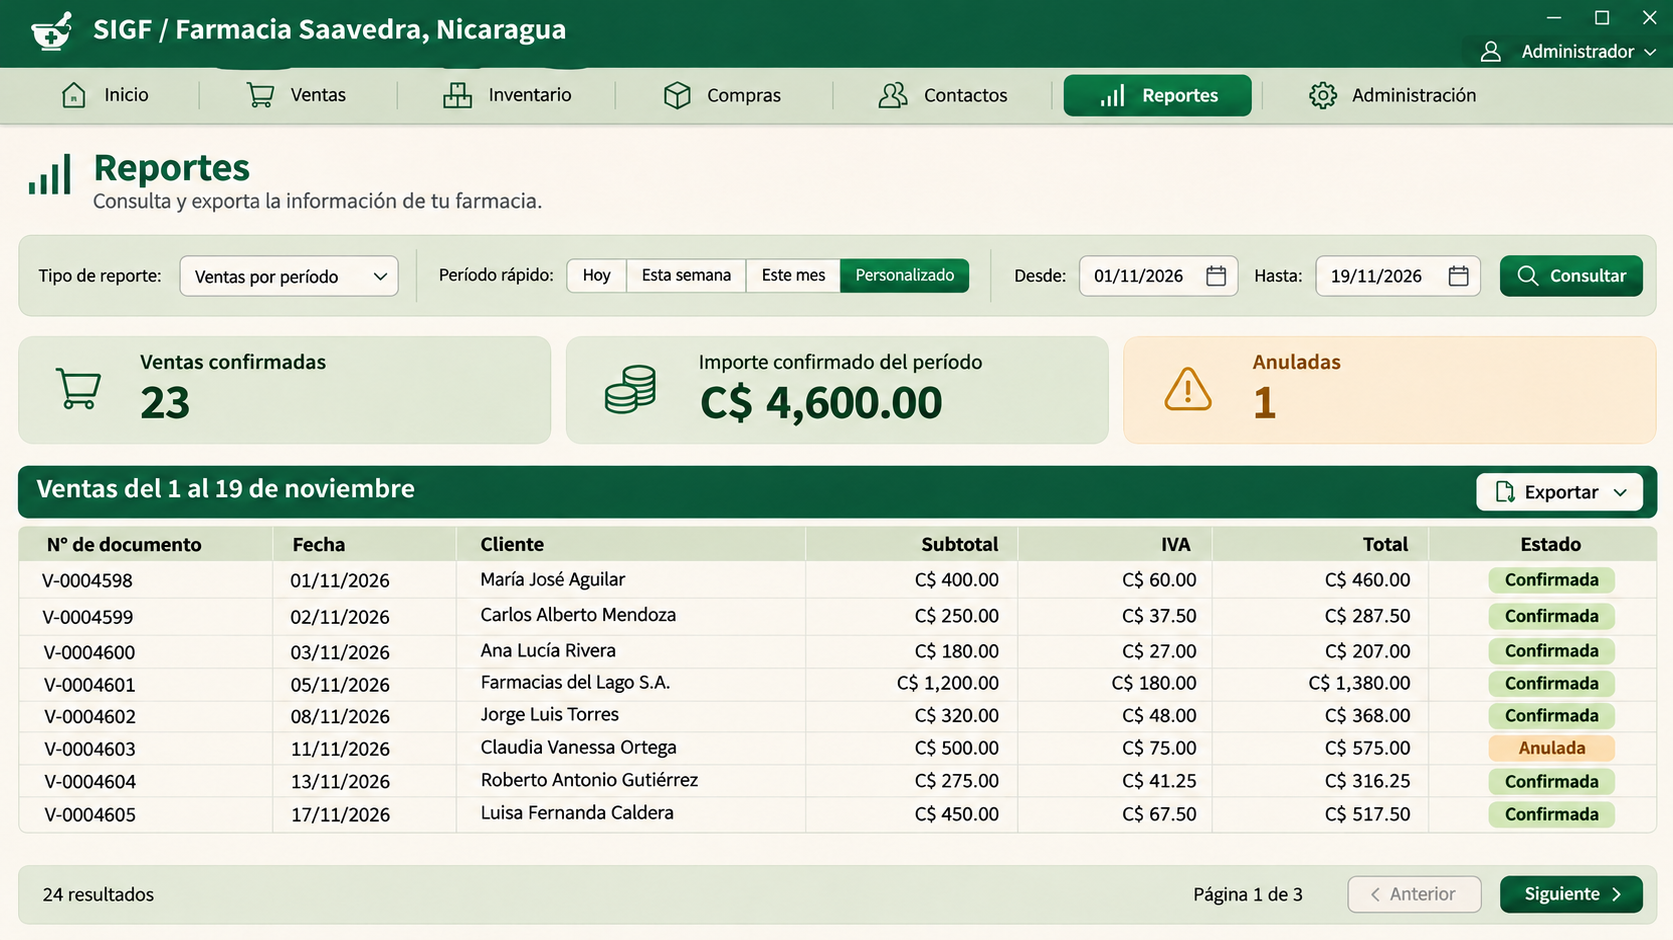 SIGF / Farmacia Saavedra, Nicaragua
Administrador
Inicio
Ventas
Inventario
Compras
Contactos
Reportes
Administración
Reportes
Consulta y exporta la información de tu farmacia.
Tipo de reporte: Ventas por período
Período rápido: Hoy Esta semana Este mes Personalizado
Desde: 01/11/2026 Hasta: 19/11/2026 Consultar
Ventas confirmadas
23
Importe confirmado del período
C$ 4,600.00
Anuladas
1
Ventas del 1 al 19 de noviembre
Exportar
N° de documento Fecha Cliente Subtotal IVA Total Estado
V-0004598 01/11/2026 María José Aguilar C$ 400.00 C$ 60.00 C$ 460.00 Confirmada
V-0004599 02/11/2026 Carlos Alberto Mendoza C$ 250.00 C$ 37.50 C$ 287.50 Confirmada
V-0004600 03/11/2026 Ana Lucía Rivera C$ 180.00 C$ 27.00 C$ 207.00 Confirmada
V-0004601 05/11/2026 Farmacias del Lago S.A. C$ 1,200.00 C$ 180.00 C$ 1,380.00 Confirmada
V-0004602 08/11/2026 Jorge Luis Torres C$ 320.00 C$ 48.00 C$ 368.00 Confirmada
V-0004603 11/11/2026 Claudia Vanessa Ortega C$ 500.00 C$ 75.00 C$ 575.00 Anulada
V-0004604 13/11/2026 Roberto Antonio Gutiérrez C$ 275.00 C$ 41.25 C$ 316.25 Confirmada
V-0004605 17/11/2026 Luisa Fernanda Caldera C$ 450.00 C$ 67.50 C$ 517.50 Confirmada
24 resultados
Página 1 de 3
Anterior
Siguiente